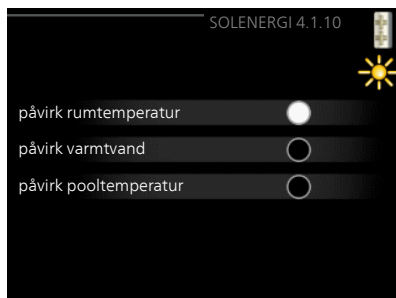 SOLENERGI 4.1.10
påvirk rumtemperatur
påvirk varmtvand
påvirk pooltemperatur